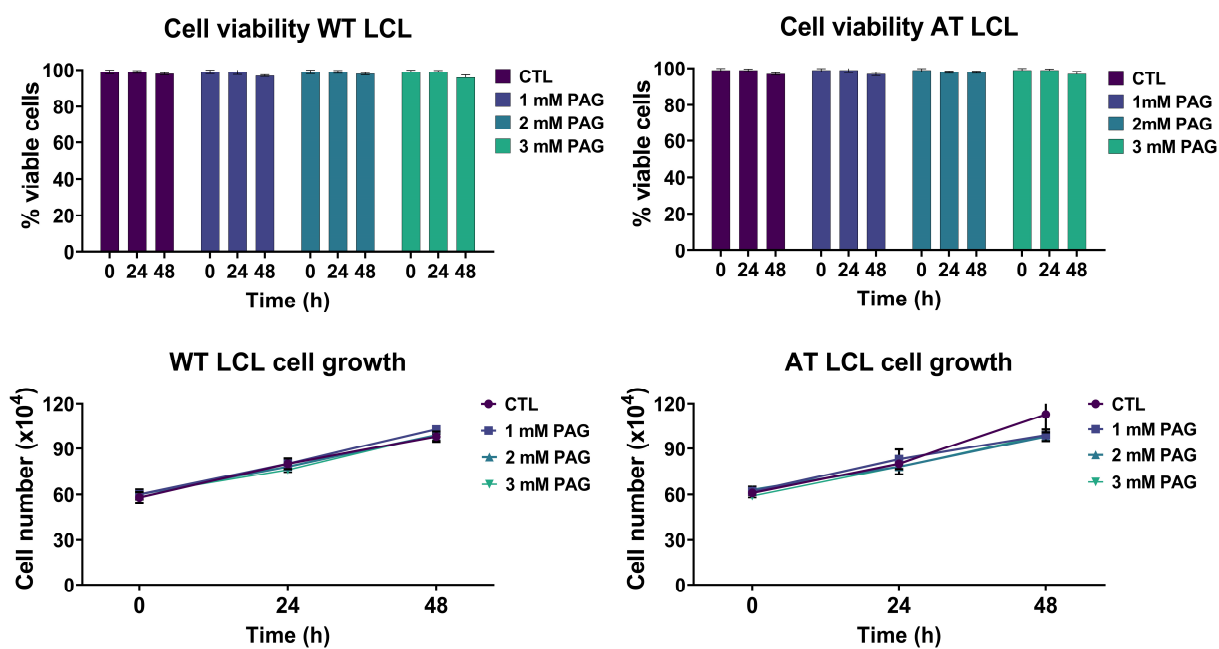 Cell viability WT LCL
% viable cells
100
80
60
40
20
0
0 24 48 0 24 48 0 24 48 0 24 48
Time (h)
CTL
1 mM PAG
2 mM PAG
3 mM PAG
Cell viability AT LCL
% viable cells
100
80
60
40
20
0
0 24 48 0 24 48 0 24 48 0 24 48
Time (h)
CTL
1mM PAG
2mM PAG
3 mM PAG
WT LCL cell growth
Cell number (x10⁴)
120
90
60
30
0
0 24 48
Time (h)
CTL
1 mM PAG
2 mM PAG
3 mM PAG
AT LCL cell growth
Cell number (x10⁴)
120
90
60
30
0
0 24 48
Time (h)
CTL
1 mM PAG
2 mM PAG
3 mM PAG